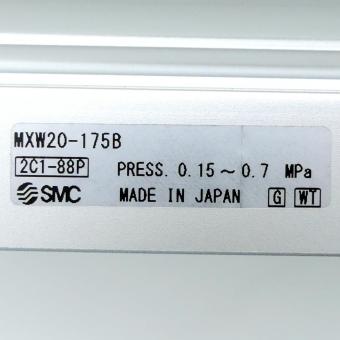 MXW20-175B
2C1-88P PRESS. 0.15～0.7 MPa
SMC MADE IN JAPAN G WT